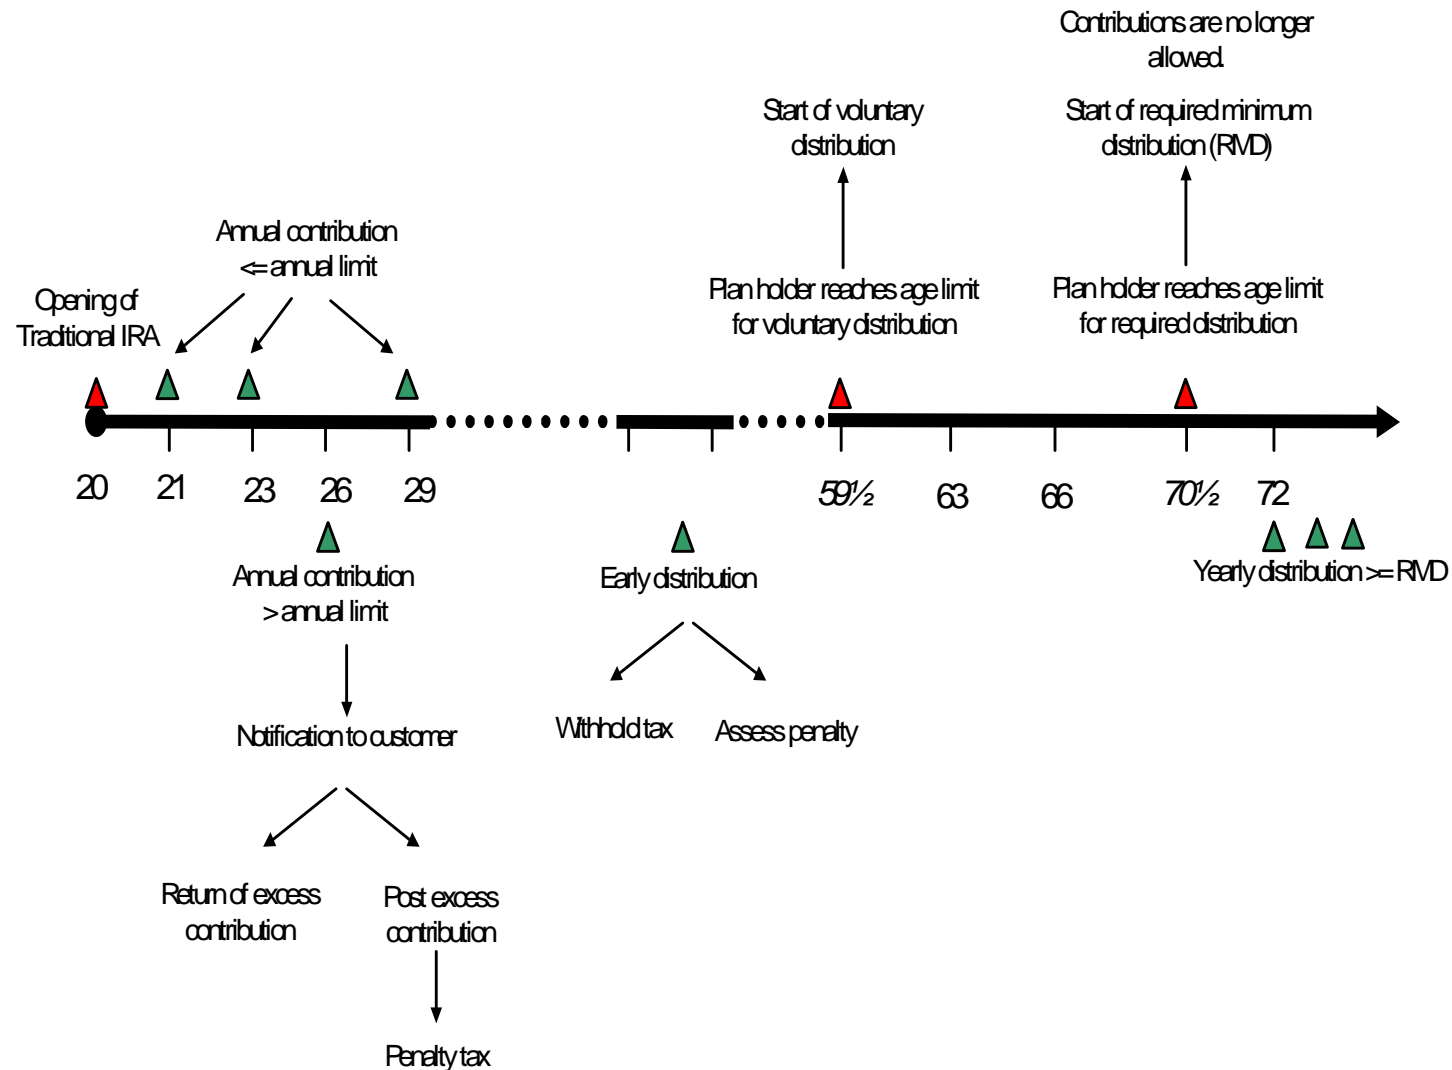 Contributions are no longer
allowed.
Start of voluntary
distribution
Start of required minimum
distribution (RMD)
Annual contribution
<= annual limit
Opening of
Traditional IRA
Plan holder reaches age limit
for voluntary distribution
Plan holder reaches age limit
for required distribution
20 21 23 26 29 59½ 63 66 70½ 72
Annual contribution
> annual limit
Early distribution
Yearly distribution >= RMD
Notification to customer
Withhold tax
Assess penalty
Return of excess
contribution
Post excess
contribution
Penalty tax